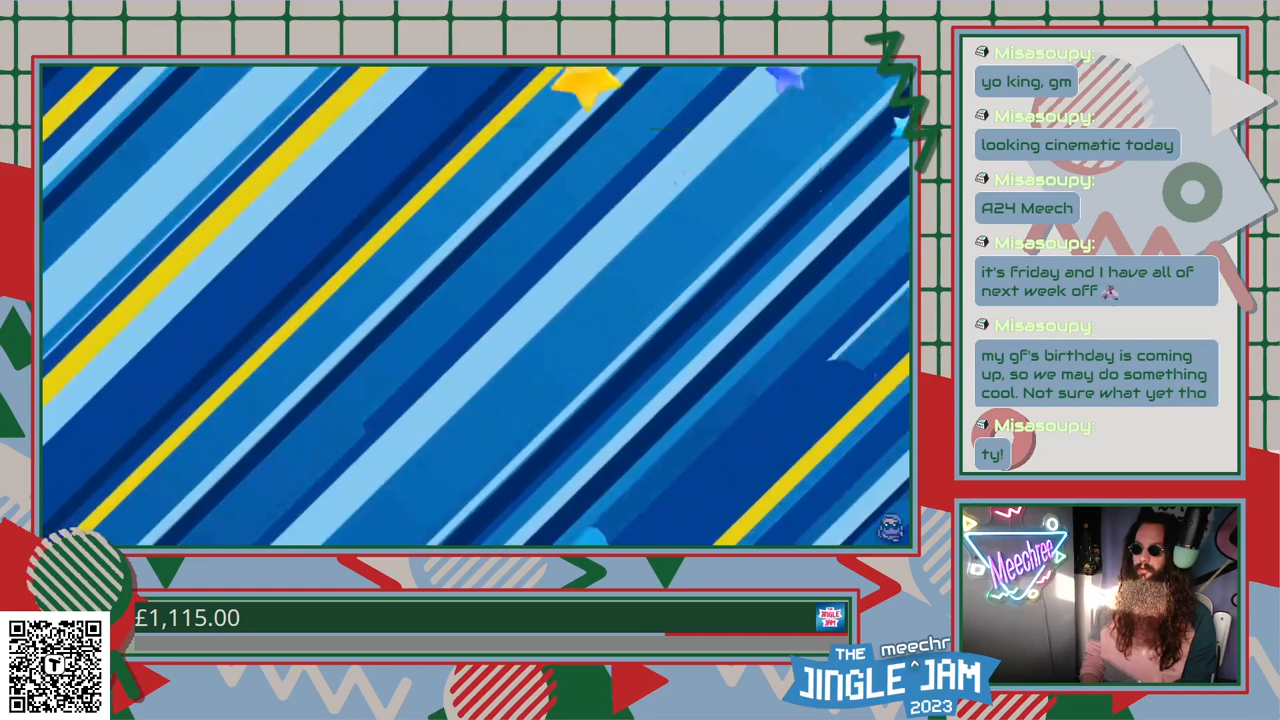 Misasoupy:
yo king, gm
Misasoupy:
looking cinematic today
Misasoupy:
A24 Meech
Misasoupy:
it's friday and I have all of
next week off
Misasoupy:
my gf's birthday is coming
up, so we may do something
cool. Not sure what yet tho
Misasoupy:
ty!
Meechree
£1,115.00
JINGLE JAM
THE meechr
JINGLE JAM
2023
T